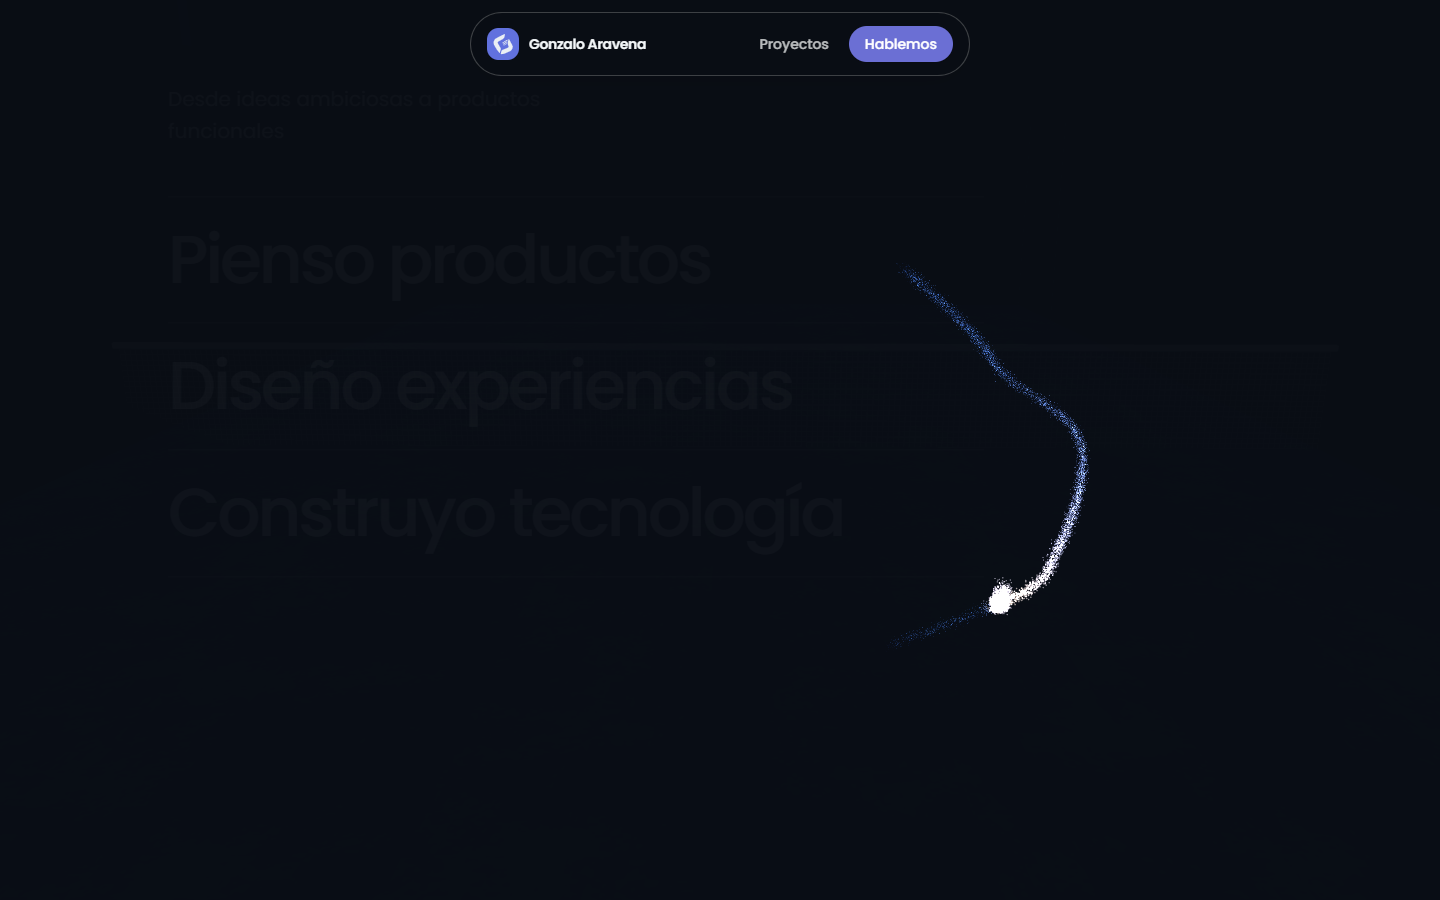 Gonzalo Aravena
Proyectos
Hablemos
Desde ideas ambiciosas a productos
funcionales
Pienso productos
Diseño experiencias
Construyo tecnología